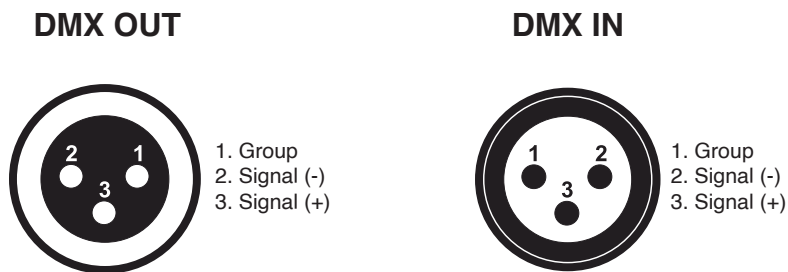 DMX OUT
2 1
3
1. Group
2. Signal (-)
3. Signal (+)
DMX IN
1 2
3
1. Group
2. Signal (-)
3. Signal (+)